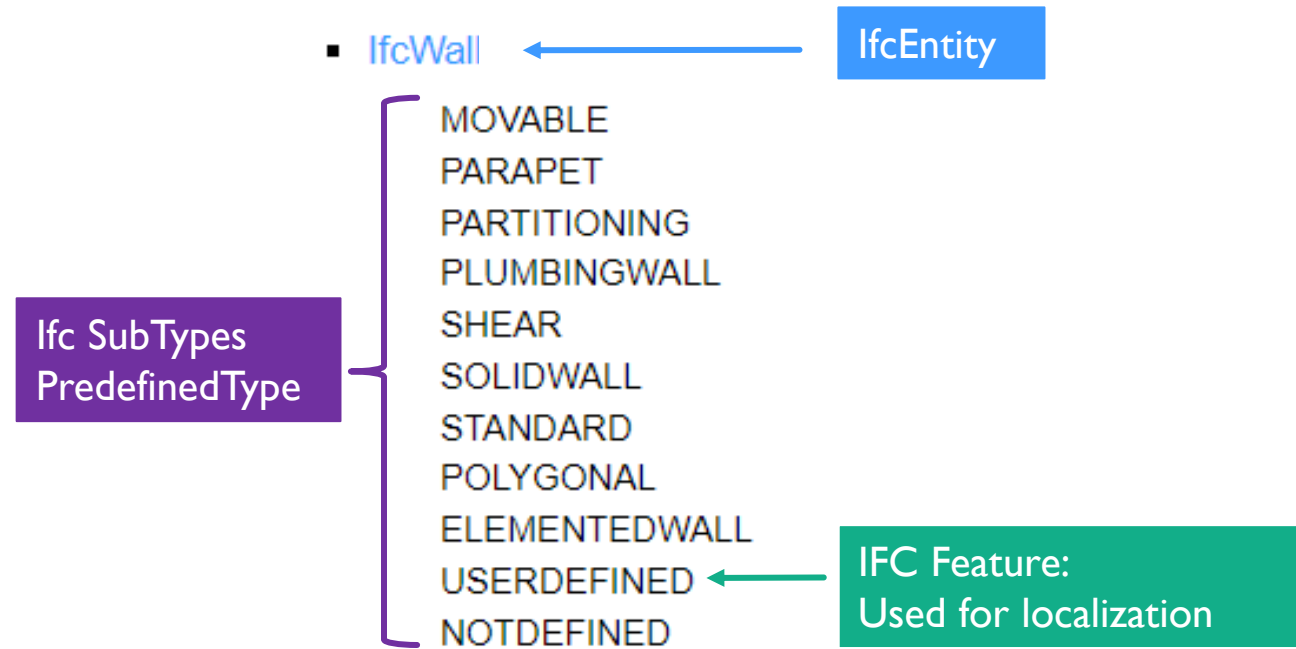 IfcWall
IfcEntity
MOVABLE
PARAPET
PARTITIONING
PLUMBINGWALL
SHEAR
SOLIDWALL
STANDARD
POLYGONAL
ELEMENTEDWALL
USERDEFINED
NOTDEFINED
Ifc SubTypes
PredefinedType
IFC Feature:
Used for localization